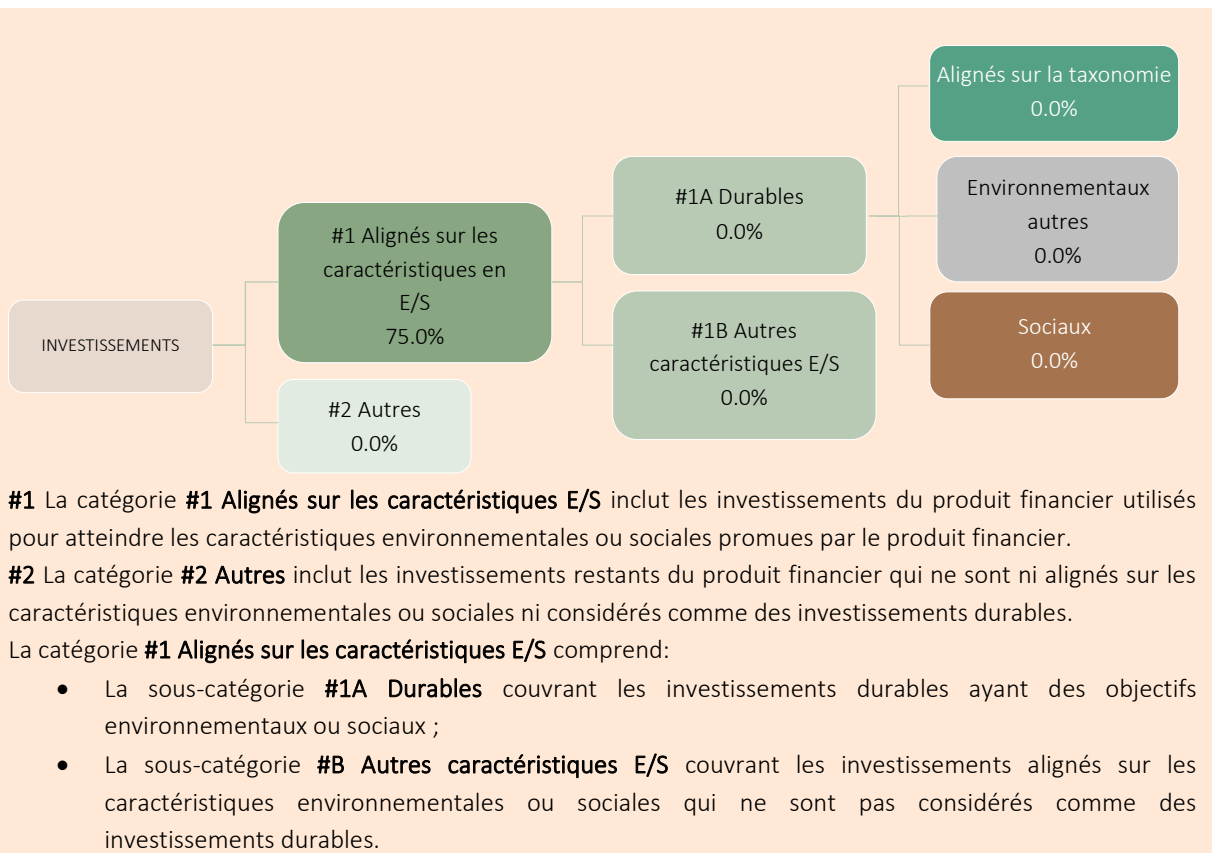 INVESTISSEMENTS
#1 Alignés sur les
caractéristiques en
E/S
75.0%
#2 Autres
0.0%
#1A Durables
0.0%
#1B Autres
caractéristiques E/S
0.0%
Alignés sur la taxonomie
0.0%
Environnementaux
autres
0.0%
Sociaux
0.0%
#1 La catégorie #1 Alignés sur les caractéristiques E/S inclut les investissements du produit financier utilisés
pour atteindre les caractéristiques environnementales ou sociales promues par le produit financier.
#2 La catégorie #2 Autres inclut les investissements restants du produit financier qui ne sont ni alignés sur les
caractéristiques environnementales ou sociales ni considérés comme des investissements durables.
La catégorie #1 Alignés sur les caractéristiques E/S comprend:
• La sous-catégorie #1A Durables couvrant les investissements durables ayant des objectifs
environnementaux ou sociaux ;
• La sous-catégorie #B Autres caractéristiques E/S couvrant les investissements alignés sur les
caractéristiques environnementales ou sociales qui ne sont pas considérés comme des
investissements durables.